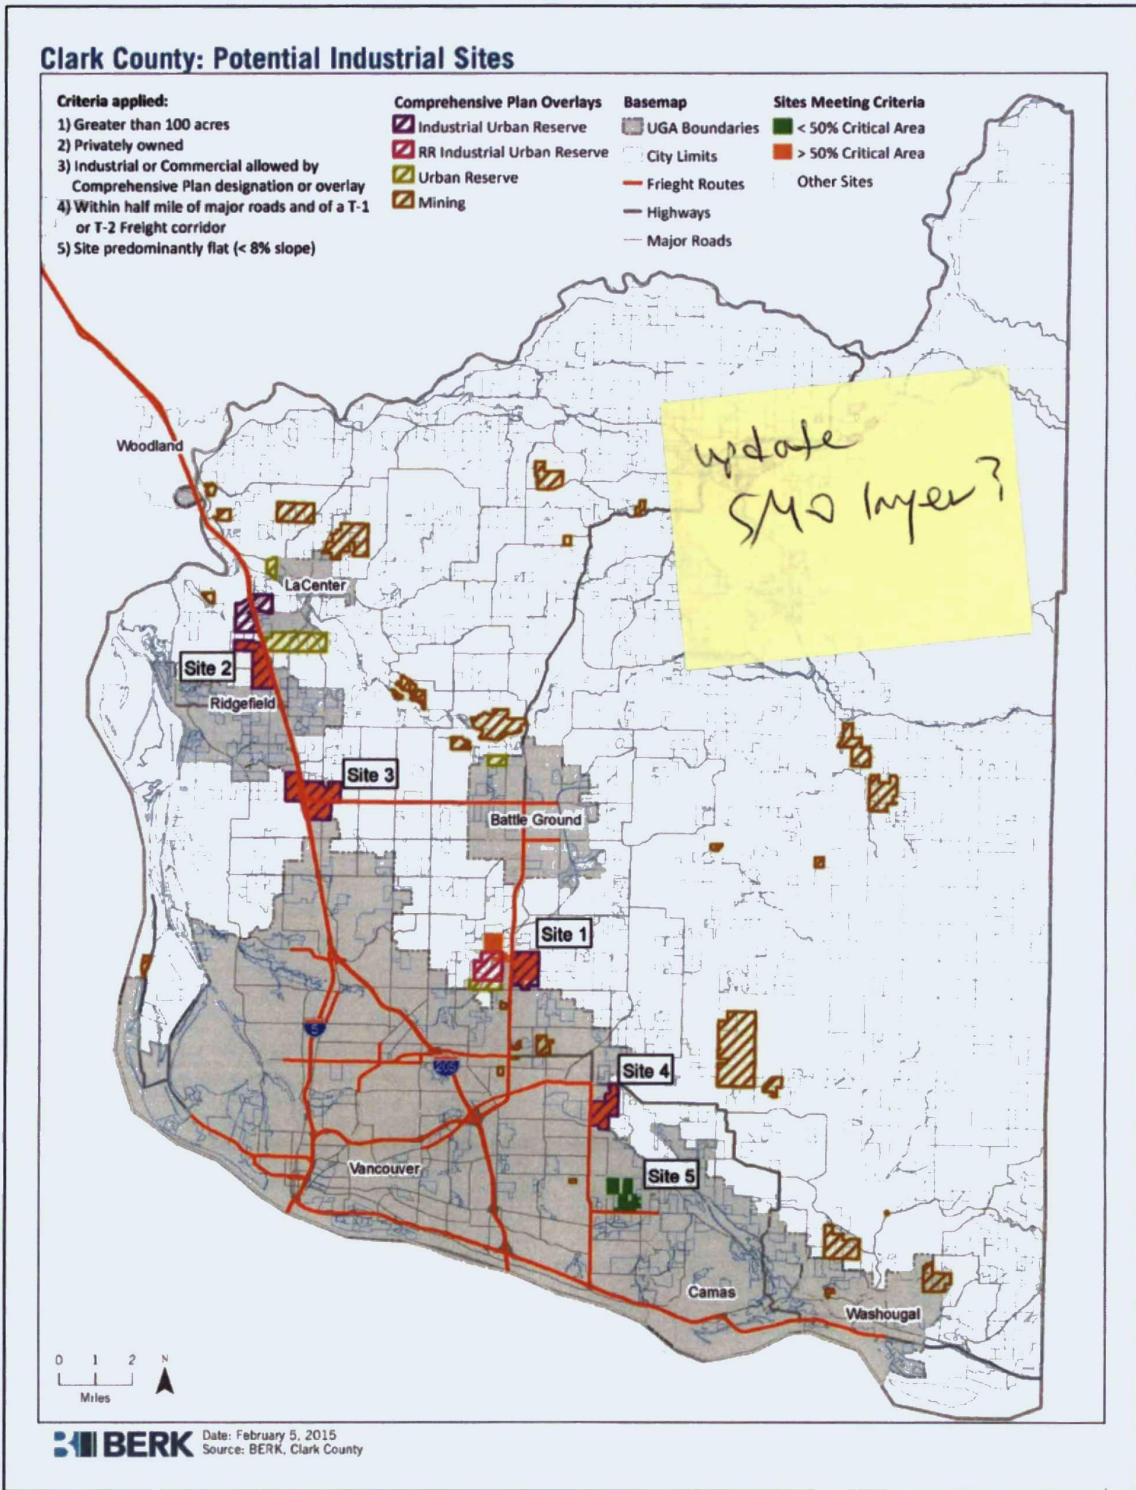 Clark County: Potential Industrial Sites
Criteria applied:
1) Greater than 100 acres
2) Privately owned
3) Industrial or Commercial allowed by
Comprehensive Plan designation or overlay
4) Within half mile of major roads and of a T-1
or T-2 Freight corridor
5) Site predominantly flat (< 8% slope)
Comprehensive Plan Overlays
Industrial Urban Reserve
RR Industrial Urban Reserve
Urban Reserve
Mining
Basemap
UGA Boundaries
City Limits
Frieght Routes
Highways
Major Roads
Sites Meeting Criteria
< 50% Critical Area
> 50% Critical Area
Other Sites
update
SMO layer?
Woodland
LaCenter
Site 2
Ridgefield
Site 3
Battle Ground
Site 1
5
205
Site 4
Vancouver
Site 5
Camas
Washougal
0 1 2
Miles
N
BERK
Date: February 5, 2015
Source: BERK, Clark County